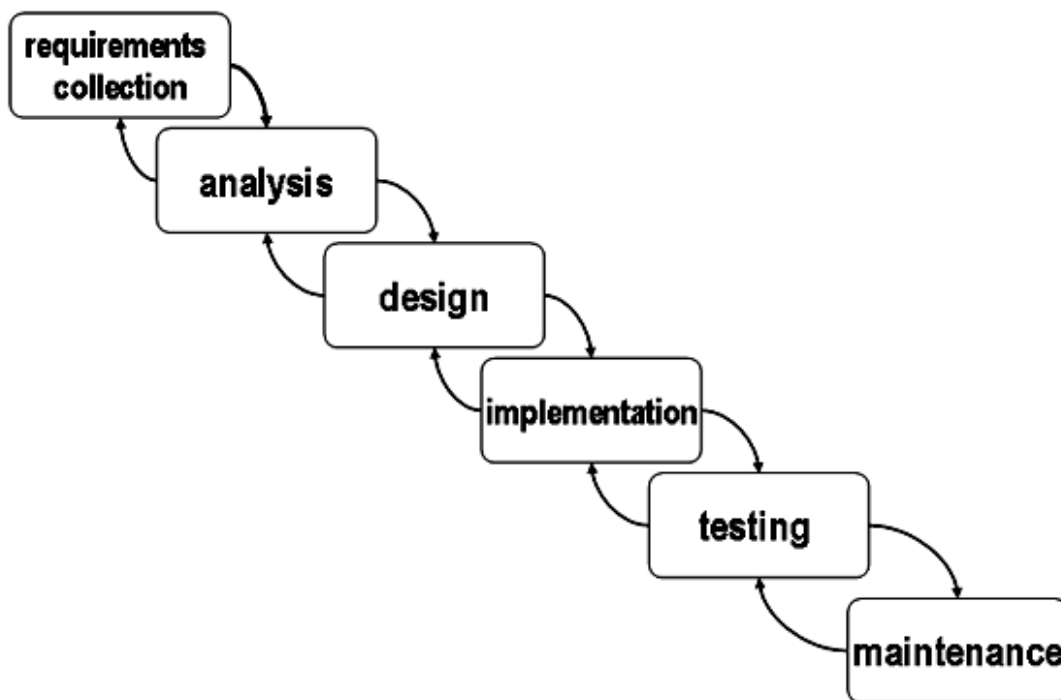 requirements
collection
analysis
design
implementation
testing
maintenance